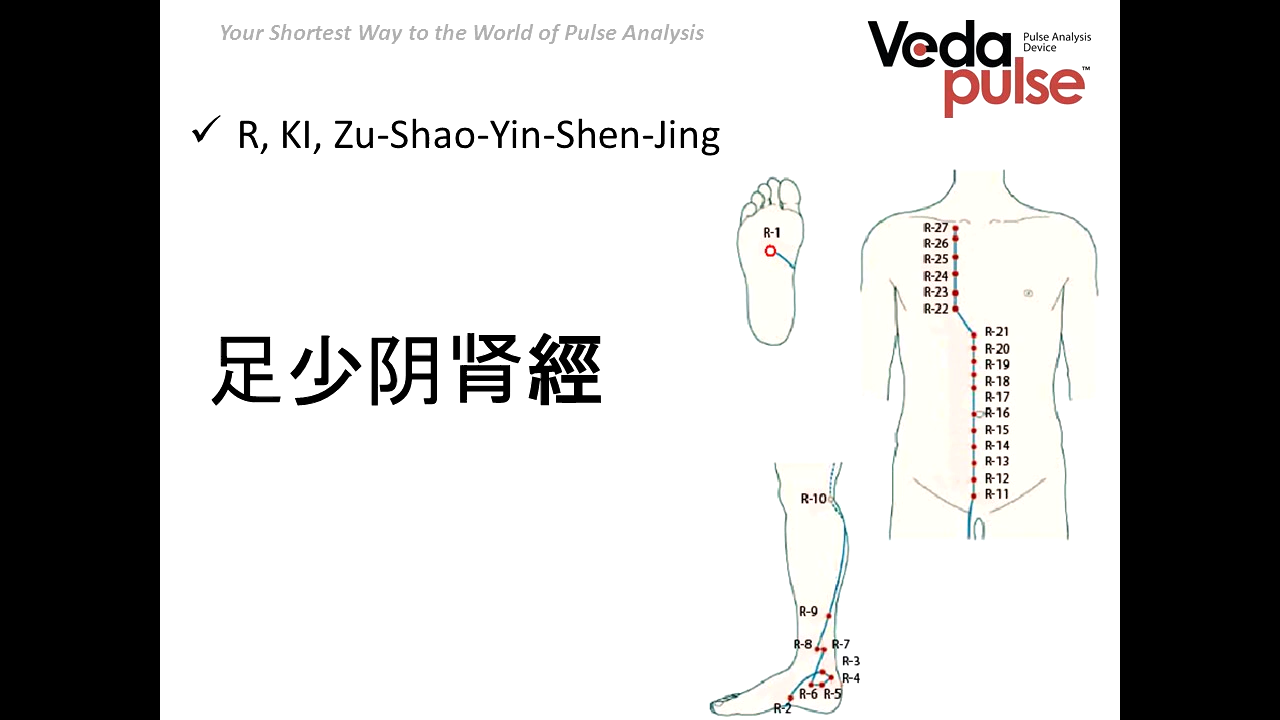 Your Shortest Way to the World of Pulse Analysis
Veda pulse™
Pulse Analysis
Device
✓ R, KI, Zu-Shao-Yin-Shen-Jing
足少阴肾經
R-1
R-27
R-26
R-25
R-24
R-23
R-22
R-21
R-20
R-19
R-18
R-17
R-16
R-15
R-14
R-13
R-12
R-11
R-10
R-9
R-8 R-7
R-3
R-4
R-6 R-5
R-2